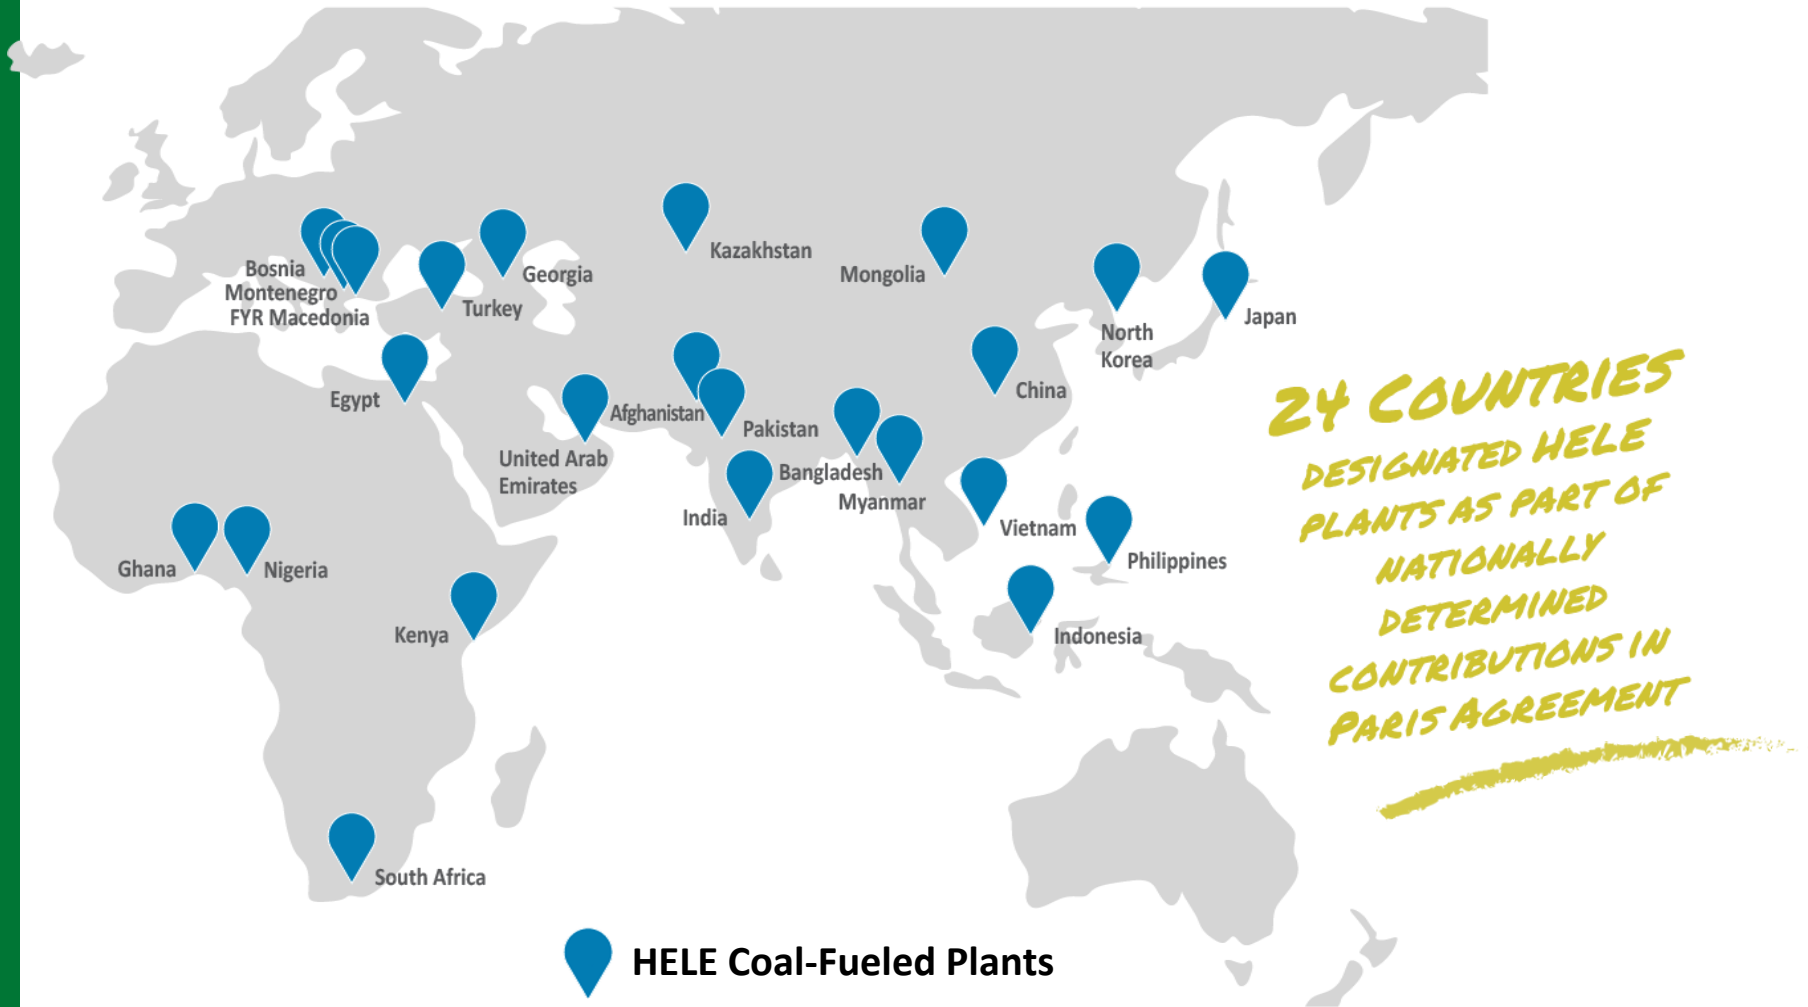 Kazakhstan
Mongolia
Bosnia
Montenegro
FYR Macedonia
Georgia
Turkey
North
Korea
Japan
Egypt
Afghanistan
Pakistan
China
United Arab
Emirates
Bangladesh
Myanmar
India
Vietnam
Philippines
Ghana
Nigeria
Kenya
Indonesia
South Africa
24 COUNTRIES
DESIGNATED HELE
PLANTS AS PART OF
NATIONALLY
DETERMINED
CONTRIBUTIONS IN
PARIS AGREEMENT
HELE Coal-Fueled Plants